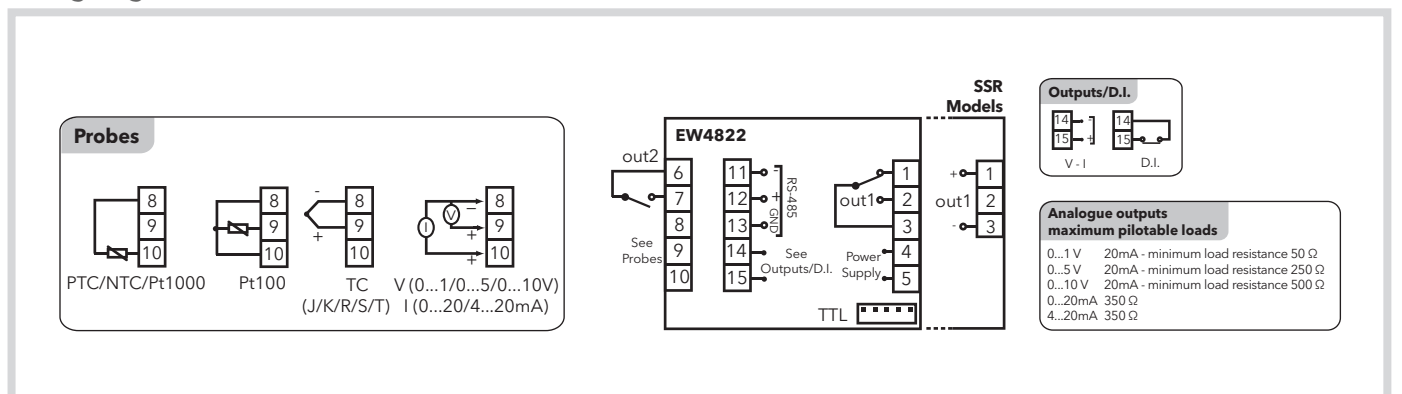 Probes
8
9
10
PTC/NTC/Pt1000
8
9
10
Pt100
-
+
8
9
10
TC
(J/K/R/S/T)
I
V
–
+
+
8
9
10
V (0...1/0...5/0...10V)
I (0...20/4...20mA)
EW4822
out2
6
7
8
9
10
See
Probes
11
12
13
14
15
-
+
GND
RS-485
See
Outputs/D.I.
out1
1
2
3
4
5
Power
Supply
TTL
SSR
Models
+
-
out1
1
2
3
Outputs/D.I.
14
15
-
+
V - I
14
15
D.I.
Analogue outputs
maximum pilotable loads
0...1 V 20mA - minimum load resistance 50 Ω
0...5 V 20mA - minimum load resistance 250 Ω
0...10 V 20mA - minimum load resistance 500 Ω
0...20mA 350 Ω
4...20mA 350 Ω